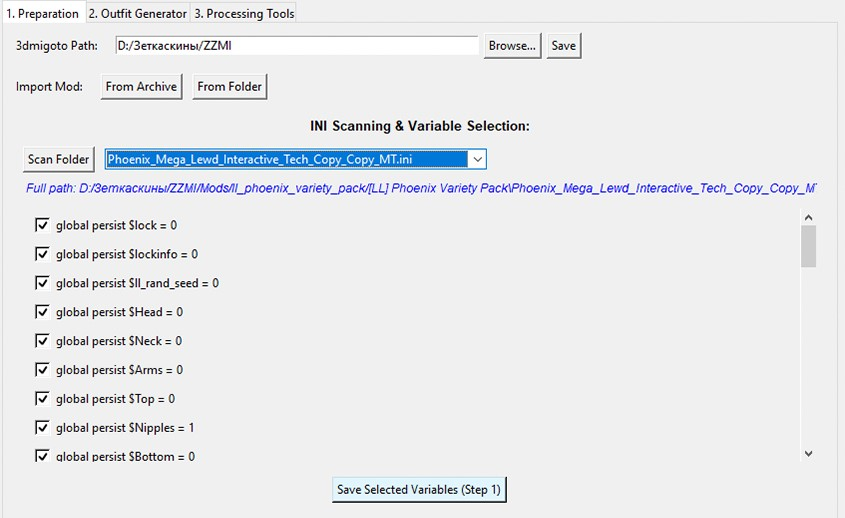 1. Preparation 2. Outfit Generator 3. Processing Tools
3dmigoto Path: D:/Зеткаскины/ZZMI Browse... Save
Import Mod: From Archive From Folder
INI Scanning & Variable Selection:
Scan Folder Phoenix_Mega_Lewd_Interactive_Tech_Copy_Copy_MT.ini
Full path: D:/Зеткаскины/ZZMI/Mods/ll_phoenix_variety_pack/[LL] Phoenix Variety Pack\Phoenix_Mega_Lewd_Interactive_Tech_Copy_Copy_M
global persist $lock = 0
global persist $lockinfo = 0
global persist $ll_rand_seed = 0
global persist $Head = 0
global persist $Neck = 0
global persist $Arms = 0
global persist $Top = 0
global persist $Nipples = 1
global persist $Bottom = 0
Save Selected Variables (Step 1)